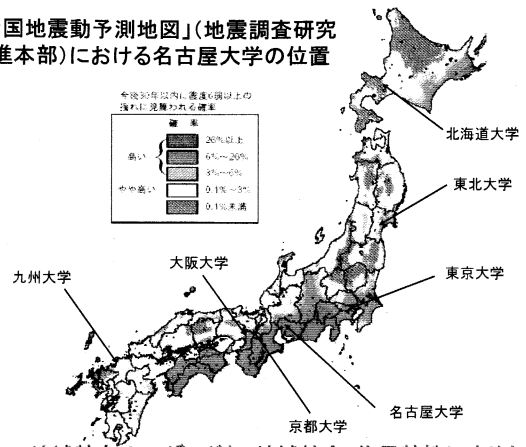 国地震動予測地図」(地震調査研究
進本部)における名古屋大学の位置
今後30年以内に震度6弱以上の
揺れに見舞われる確率
確 率
高い
26%以上
6%~26%
3%~6%
やや高い
0.1%~3%
0.1%未満
北海道大学
東北大学
東京大学
名古屋大学
京都大学
大阪大学
九州大学